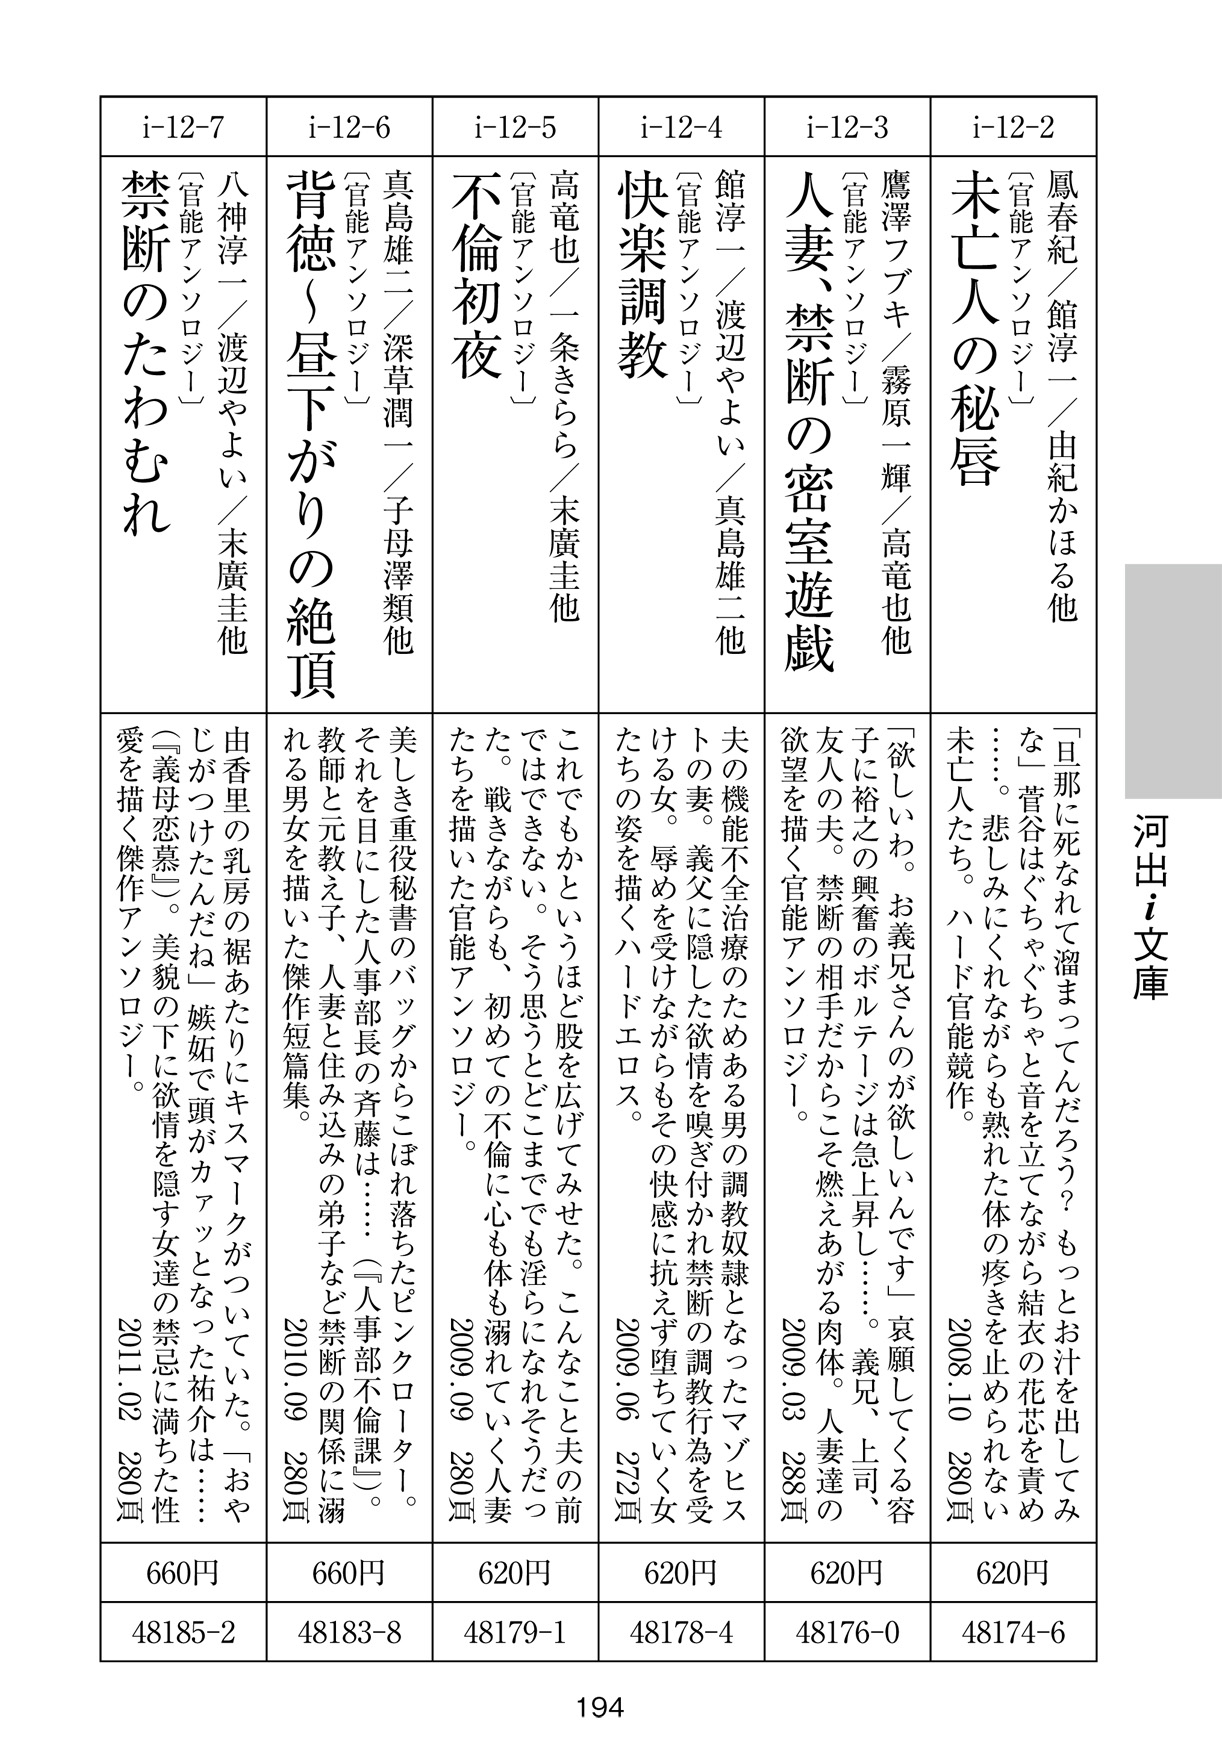 河出i文庫
i-12-2
鳳春紀／館淳一／由紀かほる他
〔官能アンソロジー〕
未亡人の秘唇
「旦那に死なれて溜まってんだろう？ もっとお汁を出してみ
な」菅谷はぐちゃぐちゃと音を立てながら結衣の花芯を責め
……。悲しみにくれながらも熟れた体の疼きを止められない
未亡人たち。ハード官能競作。
2008.10 280頁
620円
48174-6
i-12-3
鷹澤フブキ／霧原一輝／高竜也他
〔官能アンソロジー〕
人妻、禁断の密室遊戯
「欲しいわ。お義兄さんのが欲しいんです」哀願してくる容
子に裕之の興奮のボルテージは急上昇し……。義兄、上司、
友人の夫。禁断の相手だからこそ燃えあがる肉体。人妻達の
欲望を描く官能アンソロジー。
2009.03 288頁
620円
48176-0
i-12-4
館淳一／渡辺やよい／真島雄二他
〔官能アンソロジー〕
快楽調教
夫の機能不全治療のためある男の調教奴隷となったマゾヒス
トの妻。義父に隠した欲情を嗅ぎ付かれ禁断の調教行為を受
ける女。辱めを受けながらもその快感に抗えず堕ちていく女
たちの姿を描くハードエロス。
2009.06 272頁
620円
48178-4
i-12-5
高竜也／一条きらら／末廣圭他
〔官能アンソロジー〕
不倫初夜
これでもかというほど股を広げてみせた。こんなこと夫の前
ではできない。そう思うとどこまででも淫らになれそうだっ
た。戦きながらも、初めての不倫に心も体も溺れていく人妻
たちを描いた官能アンソロジー。
2009.09 280頁
620円
48179-1
i-12-6
真島雄二／深草潤一／子母澤類他
〔官能アンソロジー〕
背徳～昼下がりの絶頂
美しき重役秘書のバッグからこぼれ落ちたピンクローター。
それを目にした人事部長の斉藤は……（『人事部不倫課』）。
教師と元教え子、人妻と住み込みの弟子など禁断の関係に溺
れる男女を描いた傑作短篇集。
2010.09 280頁
660円
48183-8
i-12-7
八神淳一／渡辺やよい／末廣圭他
〔官能アンソロジー〕
禁断のたわむれ
由香里の乳房の裾あたりにキスマークがついていた。「おや
じがつけたんだね」嫉妬で頭がカァッとなった祐介は……
（『義母恋慕』）。美貌の下に欲情を隠す女達の禁忌に満ちた性
愛を描く傑作アンソロジー。
2011.02 280頁
660円
48185-2
194